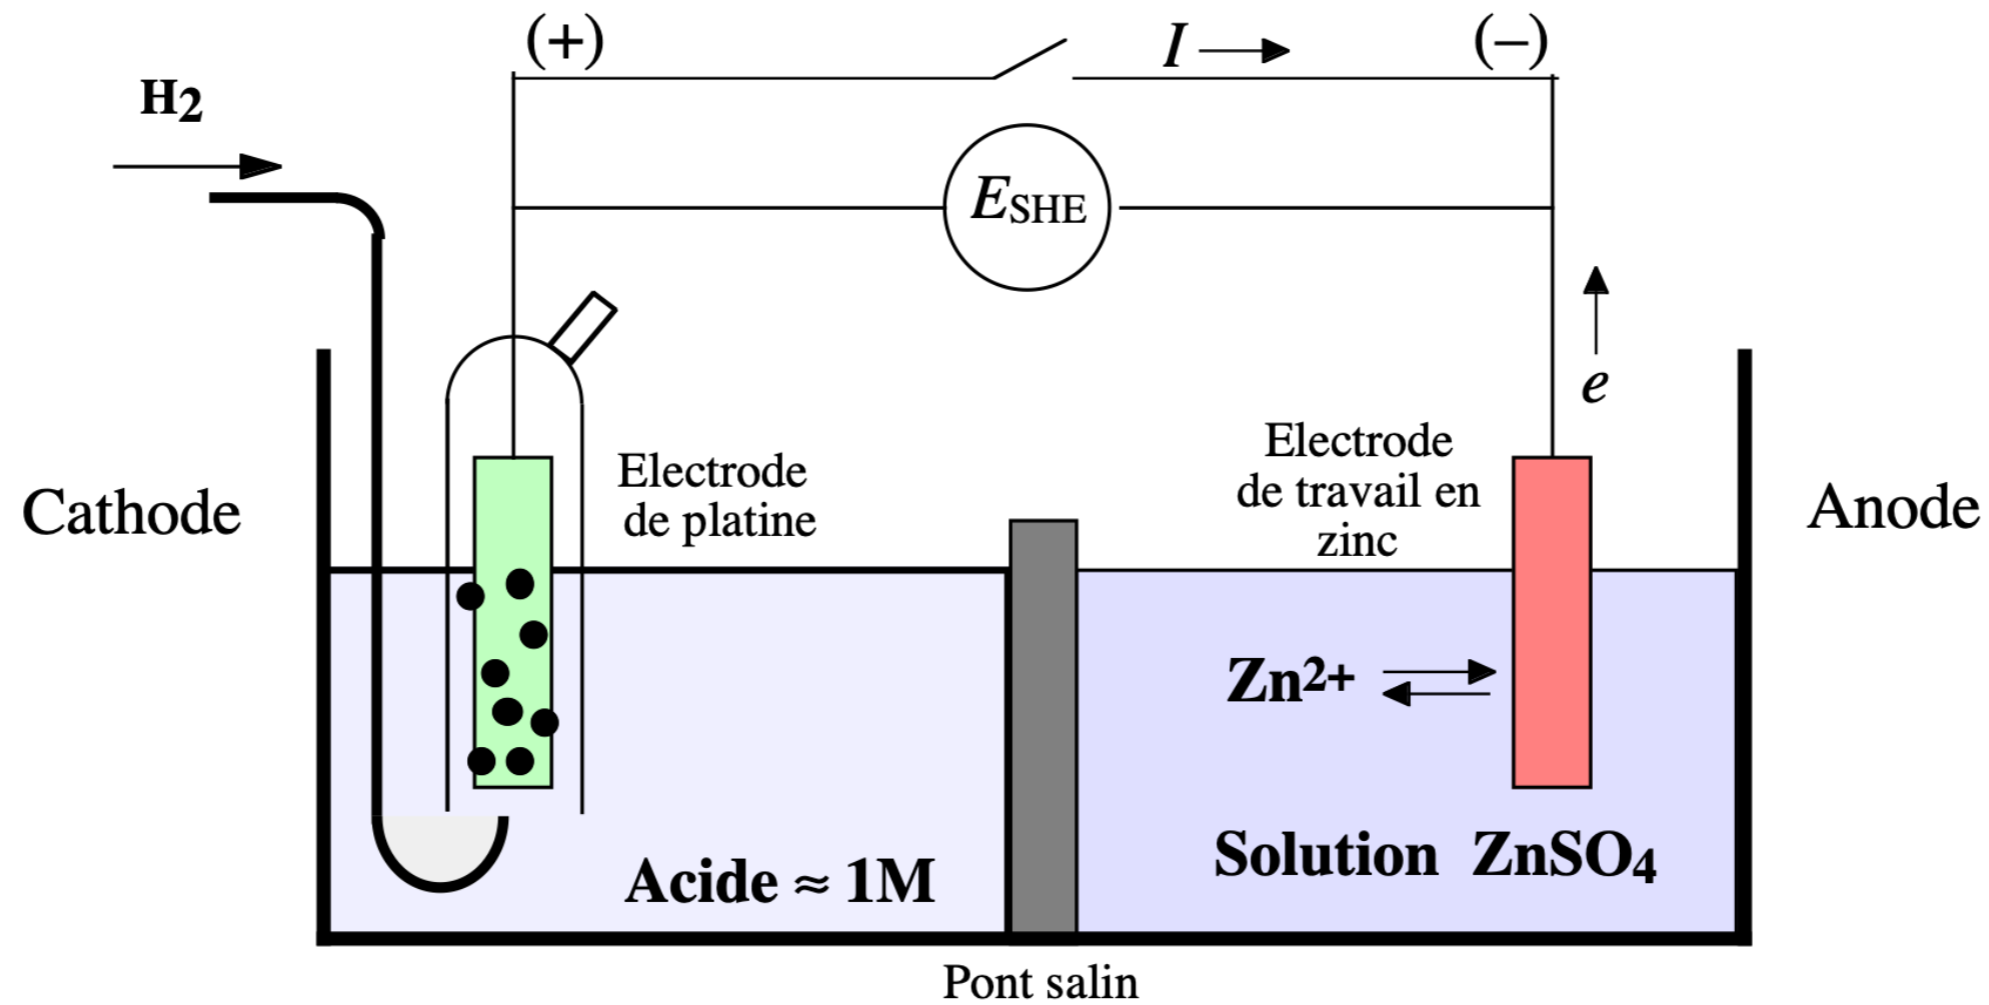 (+)
I
(–)
H2
ESHE
e
Cathode
Electrode
de platine
Electrode
de travail en
zinc
Anode
Zn2+
Acide ≈ 1M
Solution ZnSO4
Pont salin